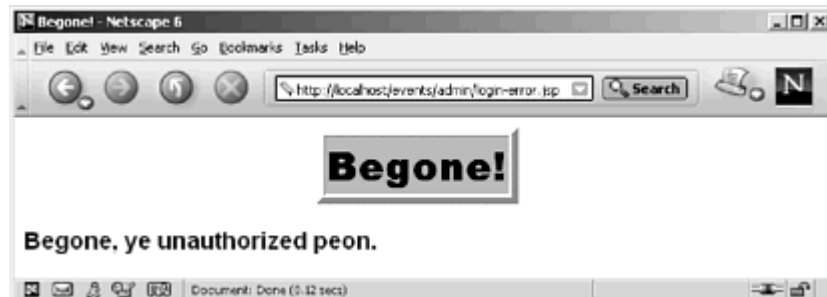 Begone! - Netscape 6
File Edit View Search Go Bookmarks Tasks Help
http://localhost/events/admin/login-error.jsp Search N
Begone!
Begone, ye unauthorized peon.
Document: Done (0.12 secs)